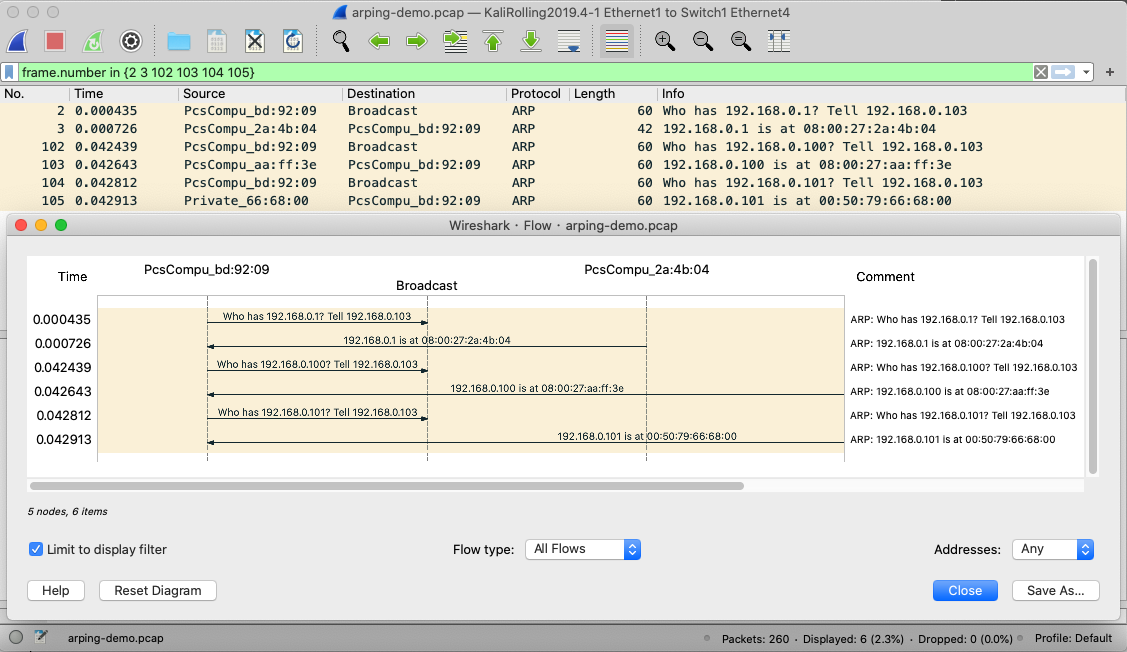 arping-demo.pcap — KaliRolling2019.4-1 Ethernet1 to Switch1 Ethernet4
frame.number in {2 3 102 103 104 105}
No. Time Source Destination Protocol Length Info
2 0.000435 PcsCompu_bd:92:09 Broadcast ARP 60 Who has 192.168.0.1? Tell 192.168.0.103
3 0.000726 PcsCompu_2a:4b:04 PcsCompu_bd:92:09 ARP 42 192.168.0.1 is at 08:00:27:2a:4b:04
102 0.042439 PcsCompu_bd:92:09 Broadcast ARP 60 Who has 192.168.0.100? Tell 192.168.0.103
103 0.042643 PcsCompu_aa:ff:3e PcsCompu_bd:92:09 ARP 60 192.168.0.100 is at 08:00:27:aa:ff:3e
104 0.042812 PcsCompu_bd:92:09 Broadcast ARP 60 Who has 192.168.0.101? Tell 192.168.0.103
105 0.042913 Private_66:68:00 PcsCompu_bd:92:09 ARP 60 192.168.0.101 is at 00:50:79:66:68:00
Wireshark · Flow · arping-demo.pcap
Time PcsCompu_bd:92:09 PcsCompu_2a:4b:04 Comment
Broadcast
0.000435 Who has 192.168.0.1? Tell 192.168.0.103 ARP: Who has 192.168.0.1? Tell 192.168.0.103
0.000726 192.168.0.1 is at 08:00:27:2a:4b:04 ARP: 192.168.0.1 is at 08:00:27:2a:4b:04
0.042439 Who has 192.168.0.100? Tell 192.168.0.103 ARP: Who has 192.168.0.100? Tell 192.168.0.103
0.042643 192.168.0.100 is at 08:00:27:aa:ff:3e ARP: 192.168.0.100 is at 08:00:27:aa:ff:3e
0.042812 Who has 192.168.0.101? Tell 192.168.0.103 ARP: Who has 192.168.0.101? Tell 192.168.0.103
0.042913 192.168.0.101 is at 00:50:79:66:68:00 ARP: 192.168.0.101 is at 00:50:79:66:68:00
5 nodes, 6 items
Limit to display filter Flow type: All Flows Addresses: Any
Help Reset Diagram Close Save As...
arping-demo.pcap Packets: 260 · Displayed: 6 (2.3%) · Dropped: 0 (0.0%) Profile: Default